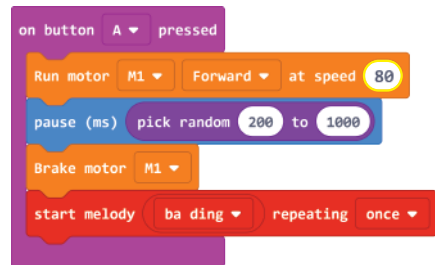 on button A pressed
Run motor M1 Forward at speed 80
pause (ms) pick random 200 to 1000
Brake motor M1
start melody ba ding repeating once